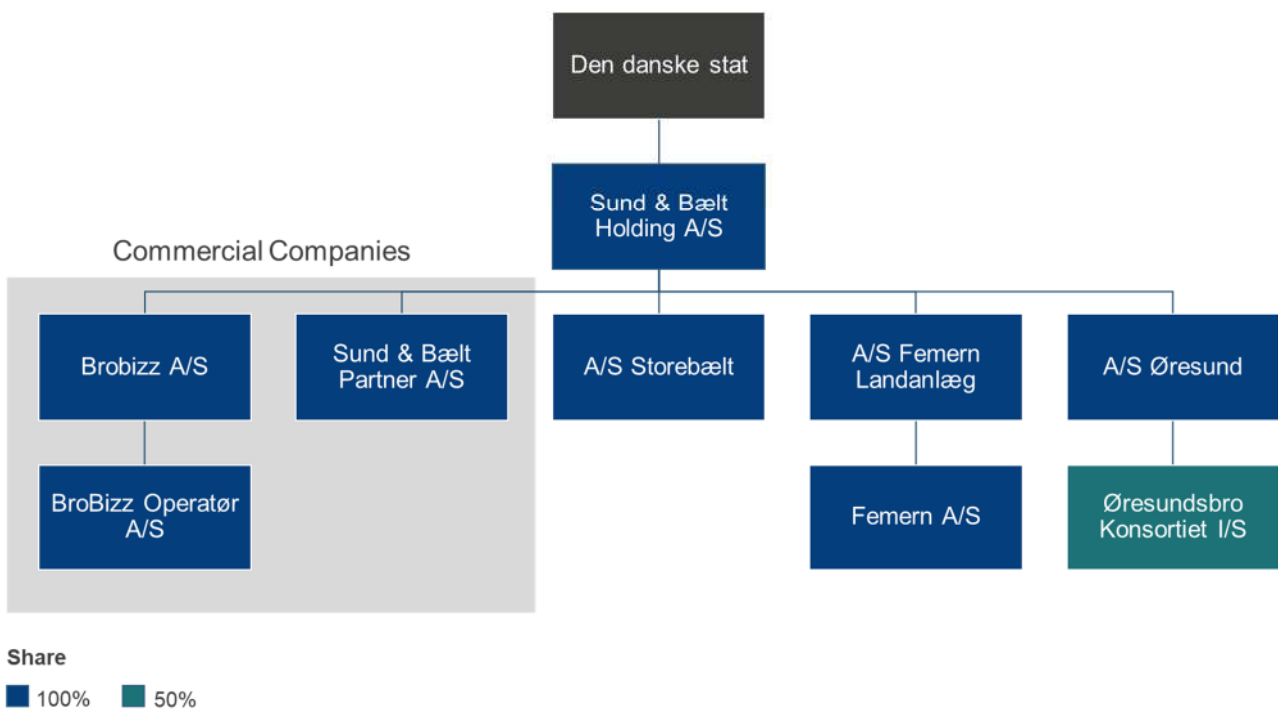 Den danske stat
Sund & Bælt
Holding A/S
Commercial Companies
Brobizz A/S
Sund & Bælt
Partner A/S
A/S Storebælt
A/S Femern
Landanlæg
A/S Øresund
BroBizz Operatør
A/S
Femern A/S
Øresundsbro
Konsortiet I/S
Share
100%
50%